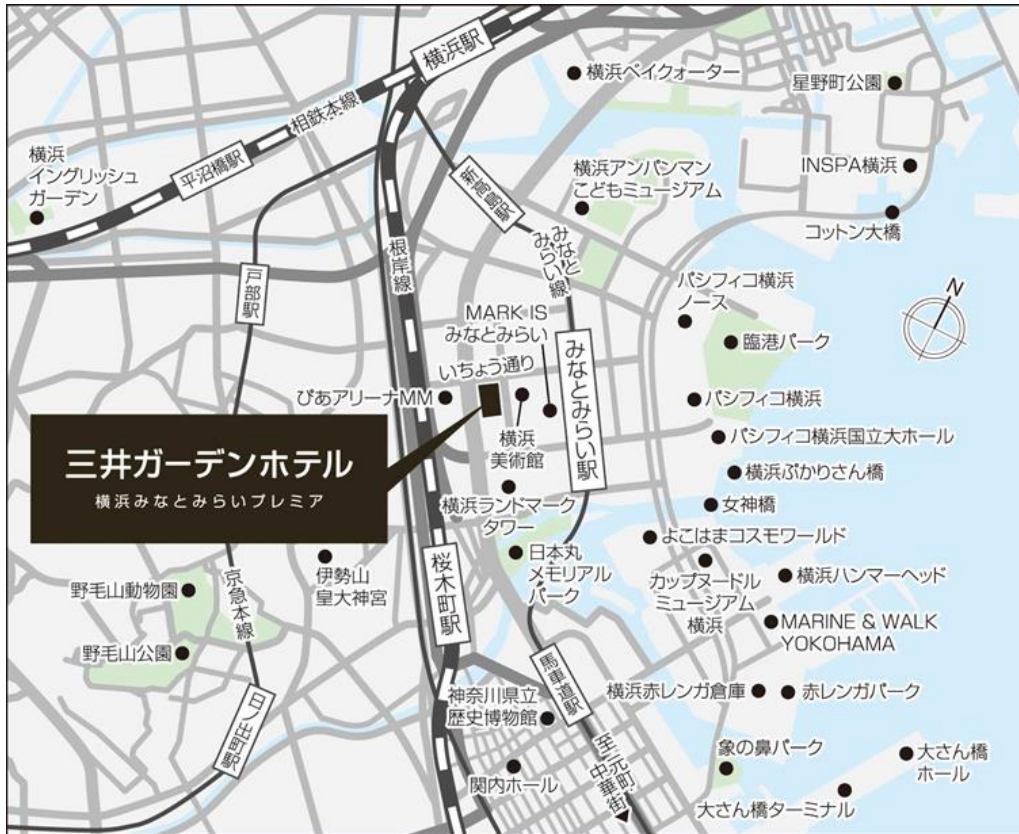 横浜駅
横浜ベイクォーター
星野町公園
相鉄本線
横浜
イングリッシュ
ガーデン
平沼橋駅
新高島駅
横浜アンパンマン
こどもミュージアム
INSPA横浜
コットン大橋
根岸線
みなと
みらい線
戸部駅
パシフィコ横浜
ノース
N
MARK IS
みなとみらい
臨港パーク
いちょう通り
みなとみらい駅
ぴあアリーナMM
パシフィコ横浜
三井ガーデンホテル
横浜みなとみらいプレミア
横浜
美術館
パシフィコ横浜国立大ホール
横浜ぷかりさん橋
横浜ランドマーク
タワー
女神橋
よこはまコスモワールド
日本丸
メモリアル
パーク
桜木町駅
伊勢山
皇大神宮
カップヌードル
ミュージアム
横浜
横浜ハンマーヘッド
野毛山動物園
京急本線
MARINE & WALK
YOKOHAMA
野毛山公園
馬車道駅
神奈川県立
歴史博物館
横浜赤レンガ倉庫
赤レンガパーク
日ノ出町駅
至元町
中華街
象の鼻パーク
大さん橋
ホール
関内ホール
大さん橋ターミナル